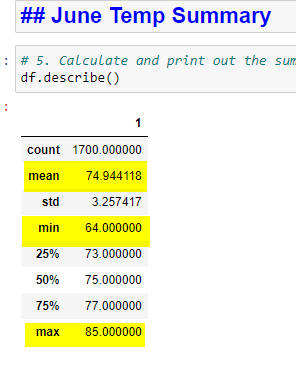 ## June Temp Summary
: # 5. Calculate and print out the sum
df.describe()
:
1
count 1700.000000
mean 74.944118
std 3.257417
min 64.000000
25% 73.000000
50% 75.000000
75% 77.000000
max 85.000000